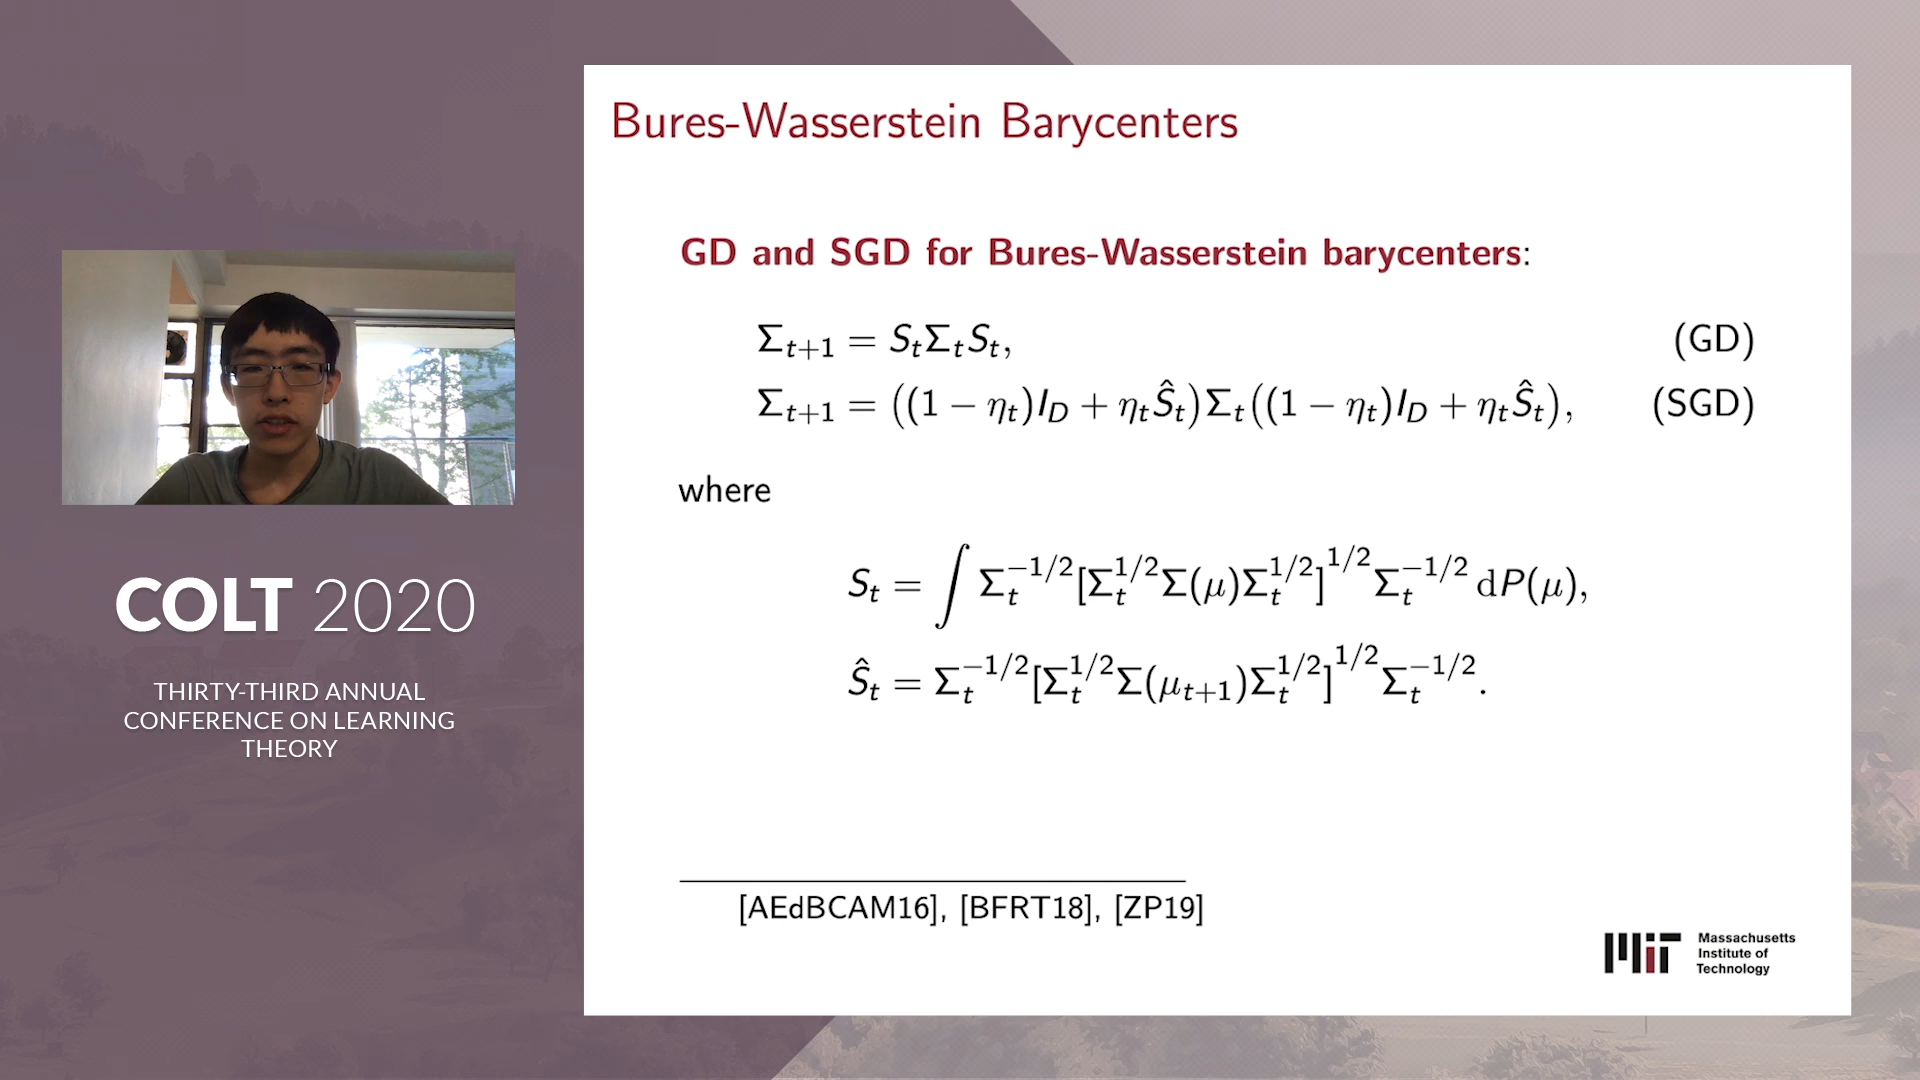 COLT 2020
THIRTY-THIRD ANNUAL
CONFERENCE ON LEARNING
THEORY
Bures-Wasserstein Barycenters
GD and SGD for Bures-Wasserstein barycenters:
Σ_{t+1} = S_tΣ_tS_t, (GD)
Σ_{t+1} = ((1 − η_t)I_D + η_tŜ_t)Σ_t((1 − η_t)I_D + η_tŜ_t), (SGD)
where
S_t = ∫ Σ_t^{−1/2}[Σ_t^{1/2}Σ(μ)Σ_t^{1/2}]^{1/2}Σ_t^{−1/2} dP(μ),
Ŝ_t = Σ_t^{−1/2}[Σ_t^{1/2}Σ(μ_{t+1})Σ_t^{1/2}]^{1/2}Σ_t^{−1/2}.
[AEdBCAM16], [BFRT18], [ZP19]
MIT
Massachusetts
Institute of
Technology